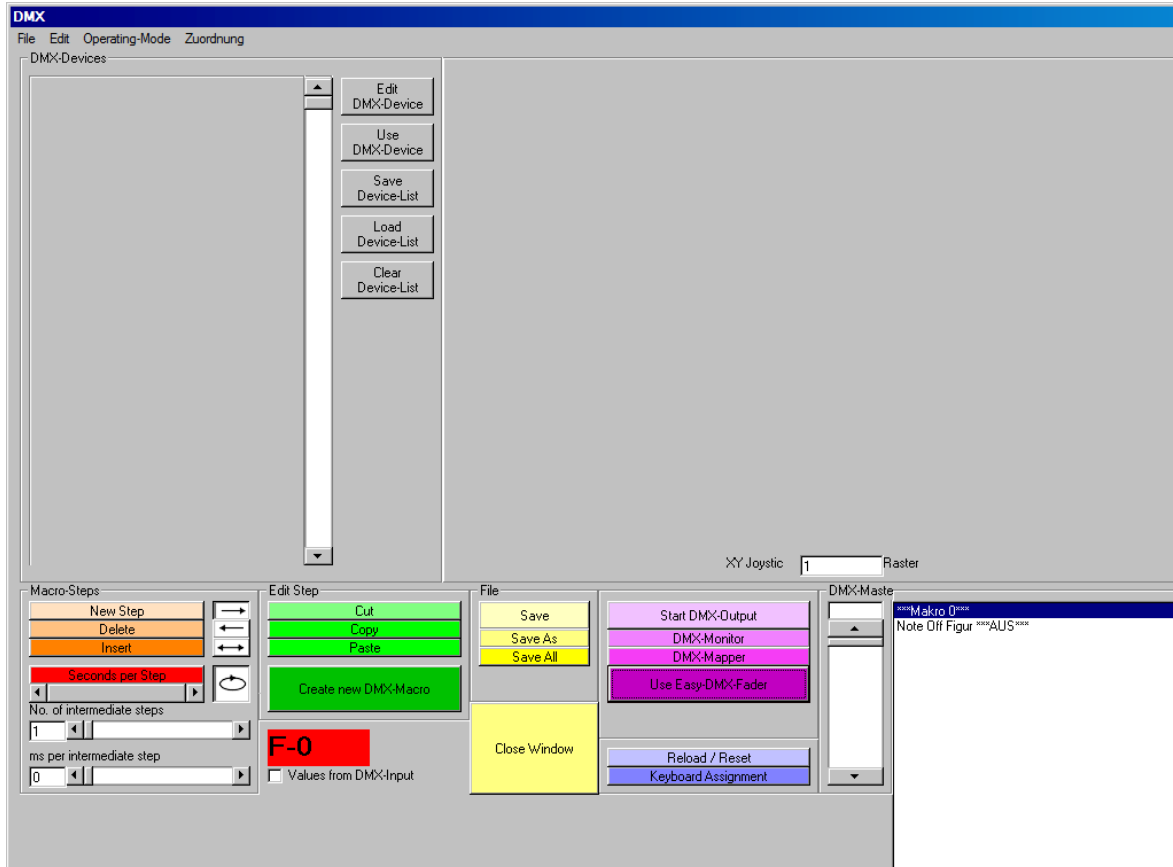 DMX
File Edit Operating-Mode Zuordnung
DMX-Devices
Edit
DMX-Device
Use
DMX-Device
Save
Device-List
Load
Device-List
Clear
Device-List
XY Joystic 1 Raster
Macro-Steps
New Step
Delete
Insert
Seconds per Step
No. of intermediate steps
1
ms per intermediate step
0
Edit Step
Cut
Copy
Paste
Create new DMX-Macro
F-0
Values from DMX-Input
File
Save
Save As
Save All
Close Window
Start DMX-Output
DMX-Monitor
DMX-Mapper
Use Easy-DMX-Fader
Reload / Reset
Keyboard Assignment
DMX-Maste
***Makro 0***
Note Off Figur ***AUS***